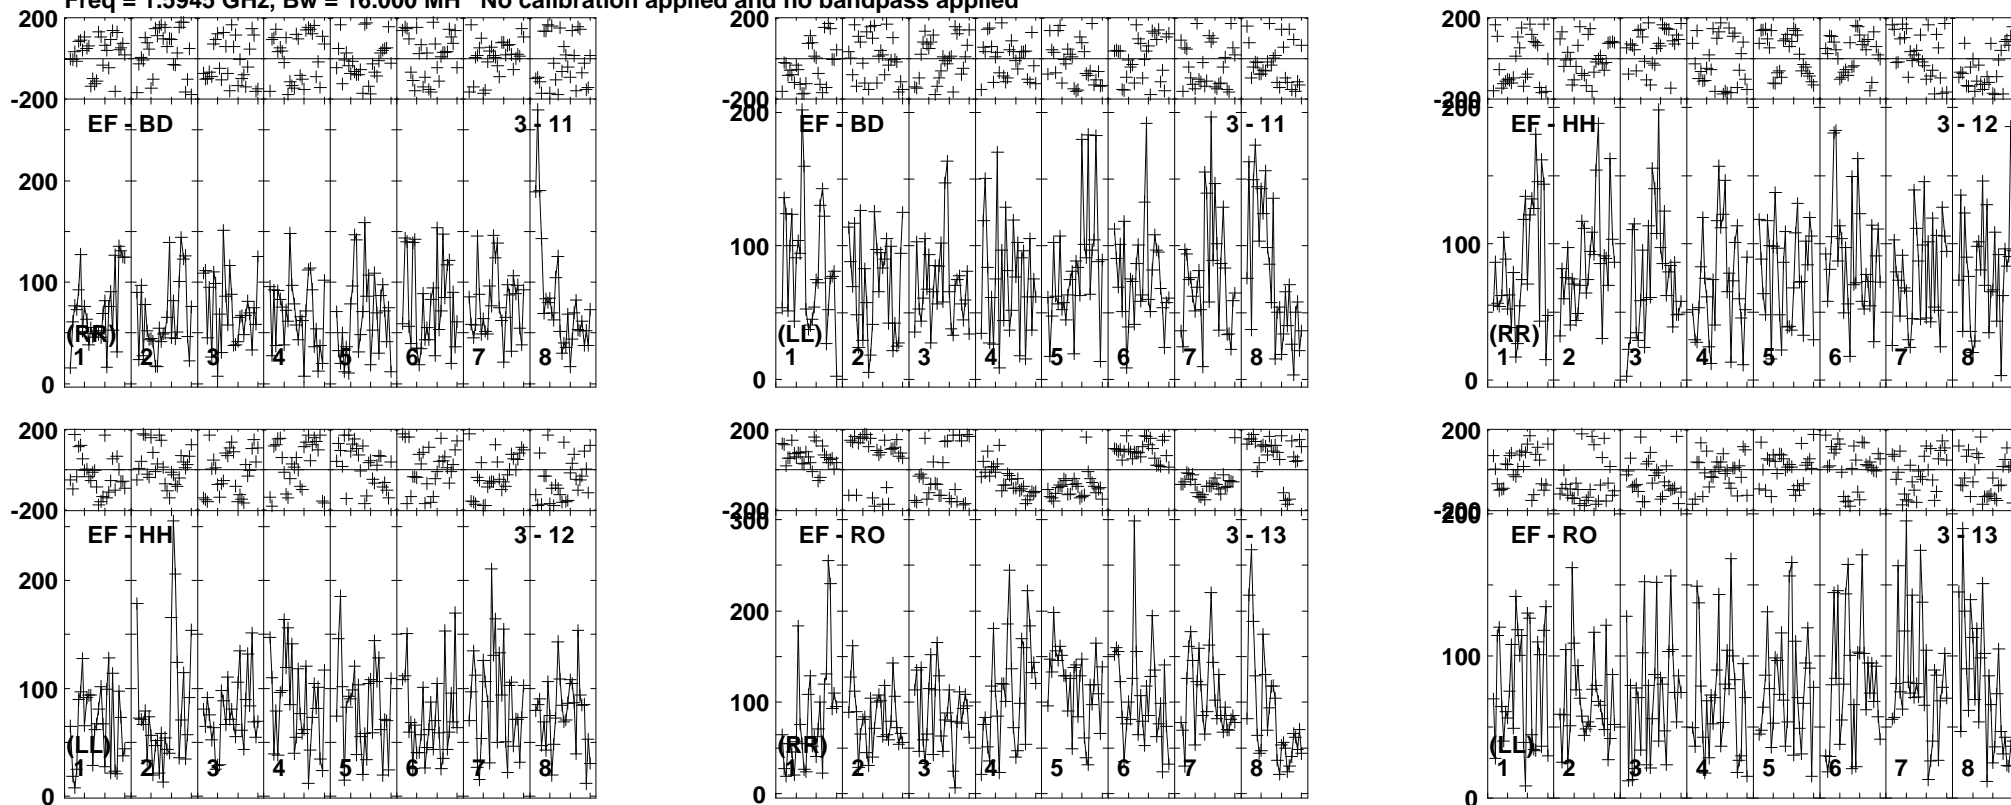 Freq = 1.5945 GHz, Bw = 16.000 MH No calibration applied and no bandpass applied
200
-200
EF - BD 3 - 11
200
100
0
(RR)
1 2 3 4 5 6 7 8
200
-200
200
EF - BD 3 - 11
100
0
(LL)
1 2 3 4 5 6 7 8
200
-200
200
EF - HH 3 - 12
100
0
(RR)
1 2 3 4 5 6 7 8
200
-200
EF - HH 3 - 12
200
100
0
(LL)
1 2 3 4 5 6 7 8
200
-200
300
EF - RO 3 - 13
200
100
0
(RR)
1 2 3 4 5 6 7 8
200
-200
200
EF - RO 3 - 13
100
0
(LL)
1 2 3 4 5 6 7 8